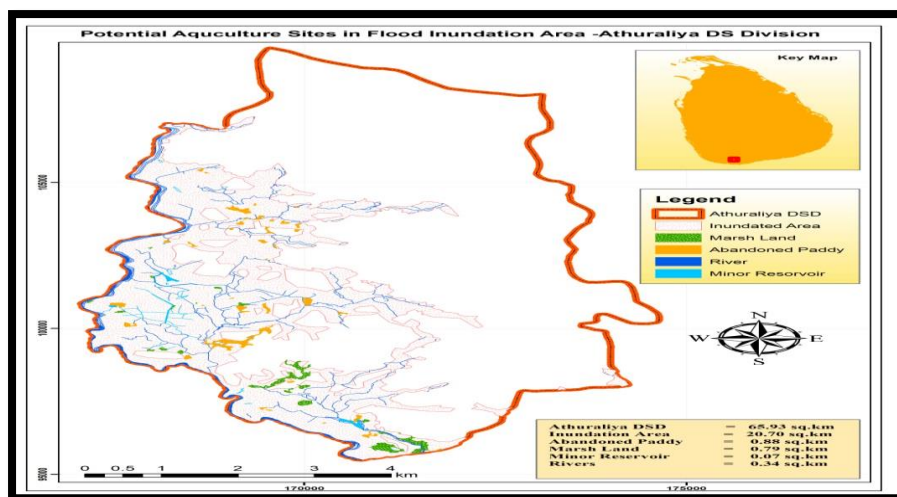 Potential Aquculture Sites in Flood Inundation Area -Athuraliya DS Division
Key Map
Legend
Athuraliya DSD
Inundated Area
Marsh Land
Abandoned Paddy
River
Minor Reservoir
N
W E
S
Athuraliya DSD = 65.93 sq.km
Inundation Area = 20.70 sq.km
Abandoned Paddy = 0.88 sq.km
Marsh Land = 0.79 sq.km
Minor Reservoir = 0.07 sq.km
Rivers = 0.34 sq.km
105000
100000
95000
0 0.5 1 2 3 4
km
170000 175000